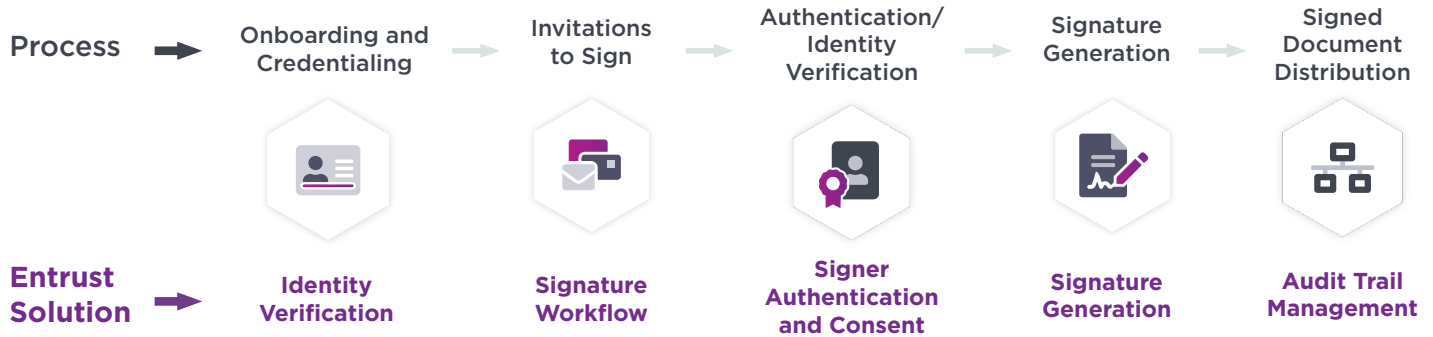 Process
Onboarding and
Credentialing
Invitations
to Sign
Authentication/
Identity
Verification
Signature
Generation
Signed
Document
Distribution
Entrust
Solution
Identity
Verification
Signature
Workflow
Signer
Authentication
and Consent
Signature
Generation
Audit Trail
Management